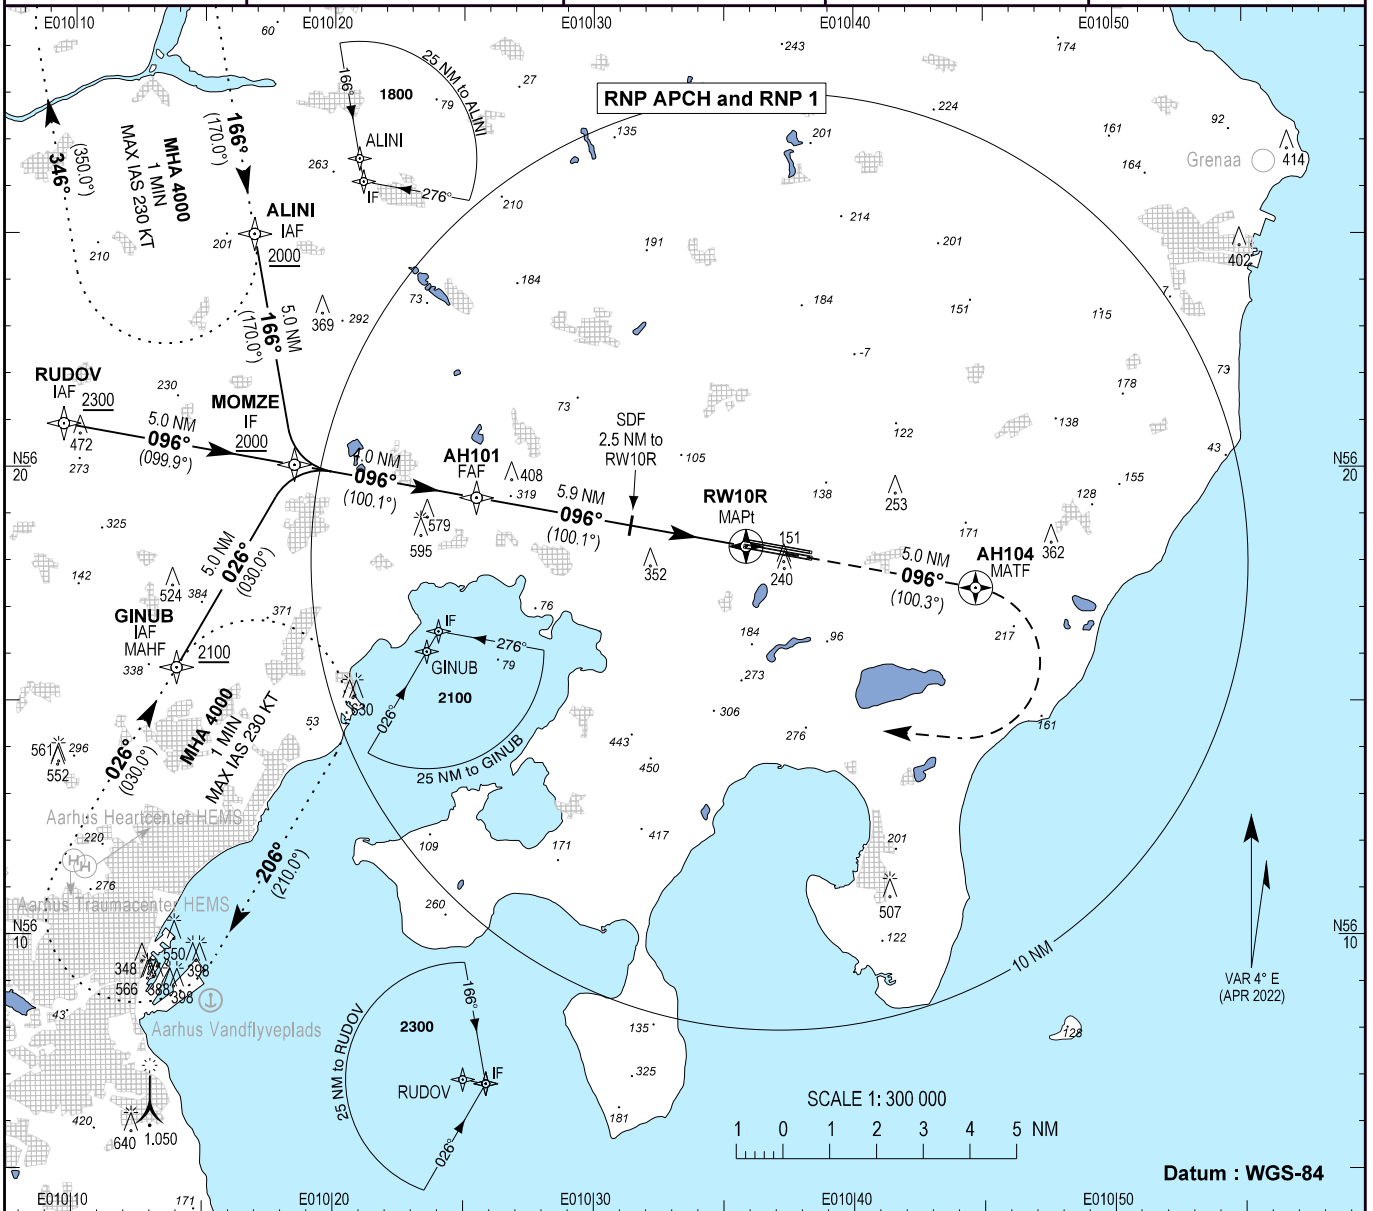 E010|10
E010|20
E010|30
E010|40
E010|50
60
243
174
25 NM to ALINI
166°
1800
79
27
ALINI
IF
276°
RNP APCH and RNP 1
135
201
224
161
92
164
Grenaa
414
402
346°
(350.0°)
MHA 4000
1 MIN
MAX IAS 230 KT
166°
(170.0°)
263
210
201
210
ALINI
IAF
2000
191
214
201
184
73
184
151
115
7
369
292
5.0 NM
166°
(170.0°)
-7
73
178
RUDOV
IAF
2300
472
273
230
5.0 NM
096°
(099.9°)
MOMZE
IF
2000
4.0 NM
096°
(100.1°)
AH101
FAF
408
319
579
595
73
SDF
2.5 NM to
RW10R
105
5.9 NM
096°
(100.1°)
352
RW10R
MAPt
151
240
122
138
253
138
43
155
128
171
362
5.0 NM
096°
(100.3°)
AH104
MATF
217
N56
20
N56
20
325
142
524
384
5.0 NM
026°
(030.0°)
GINUB
IAF
MAHF
2100
338
371
76
IF
276°
GINUB
79
2100
026°
25 NM to GINUB
184
96
273
306
276
161
443
450
417
630
53
MHA 4000
1 MIN
MAX IAS 230 KT
026°
(030.0°)
561
296
552
Aarhus Heartcenter HEMS
220
H
H
276
Aarhus Traumacenter HEMS
206°
(210.0°)
109
171
260
201
507
122
N56
10
N56
10
10 NM
348
550
398
566
388
398
43
Aarhus Vandflyveplads
VAR 4° E
(APR 2022)
128
25 NM to RUDOV
2300
166°
RUDOV
IF
026°
135
325
181
420
640
1.050
171
SCALE 1: 300 000
1 0 1 2 3 4 5 NM
Datum : WGS-84
E010|10
E010|20
E010|30
E010|40
E010|50